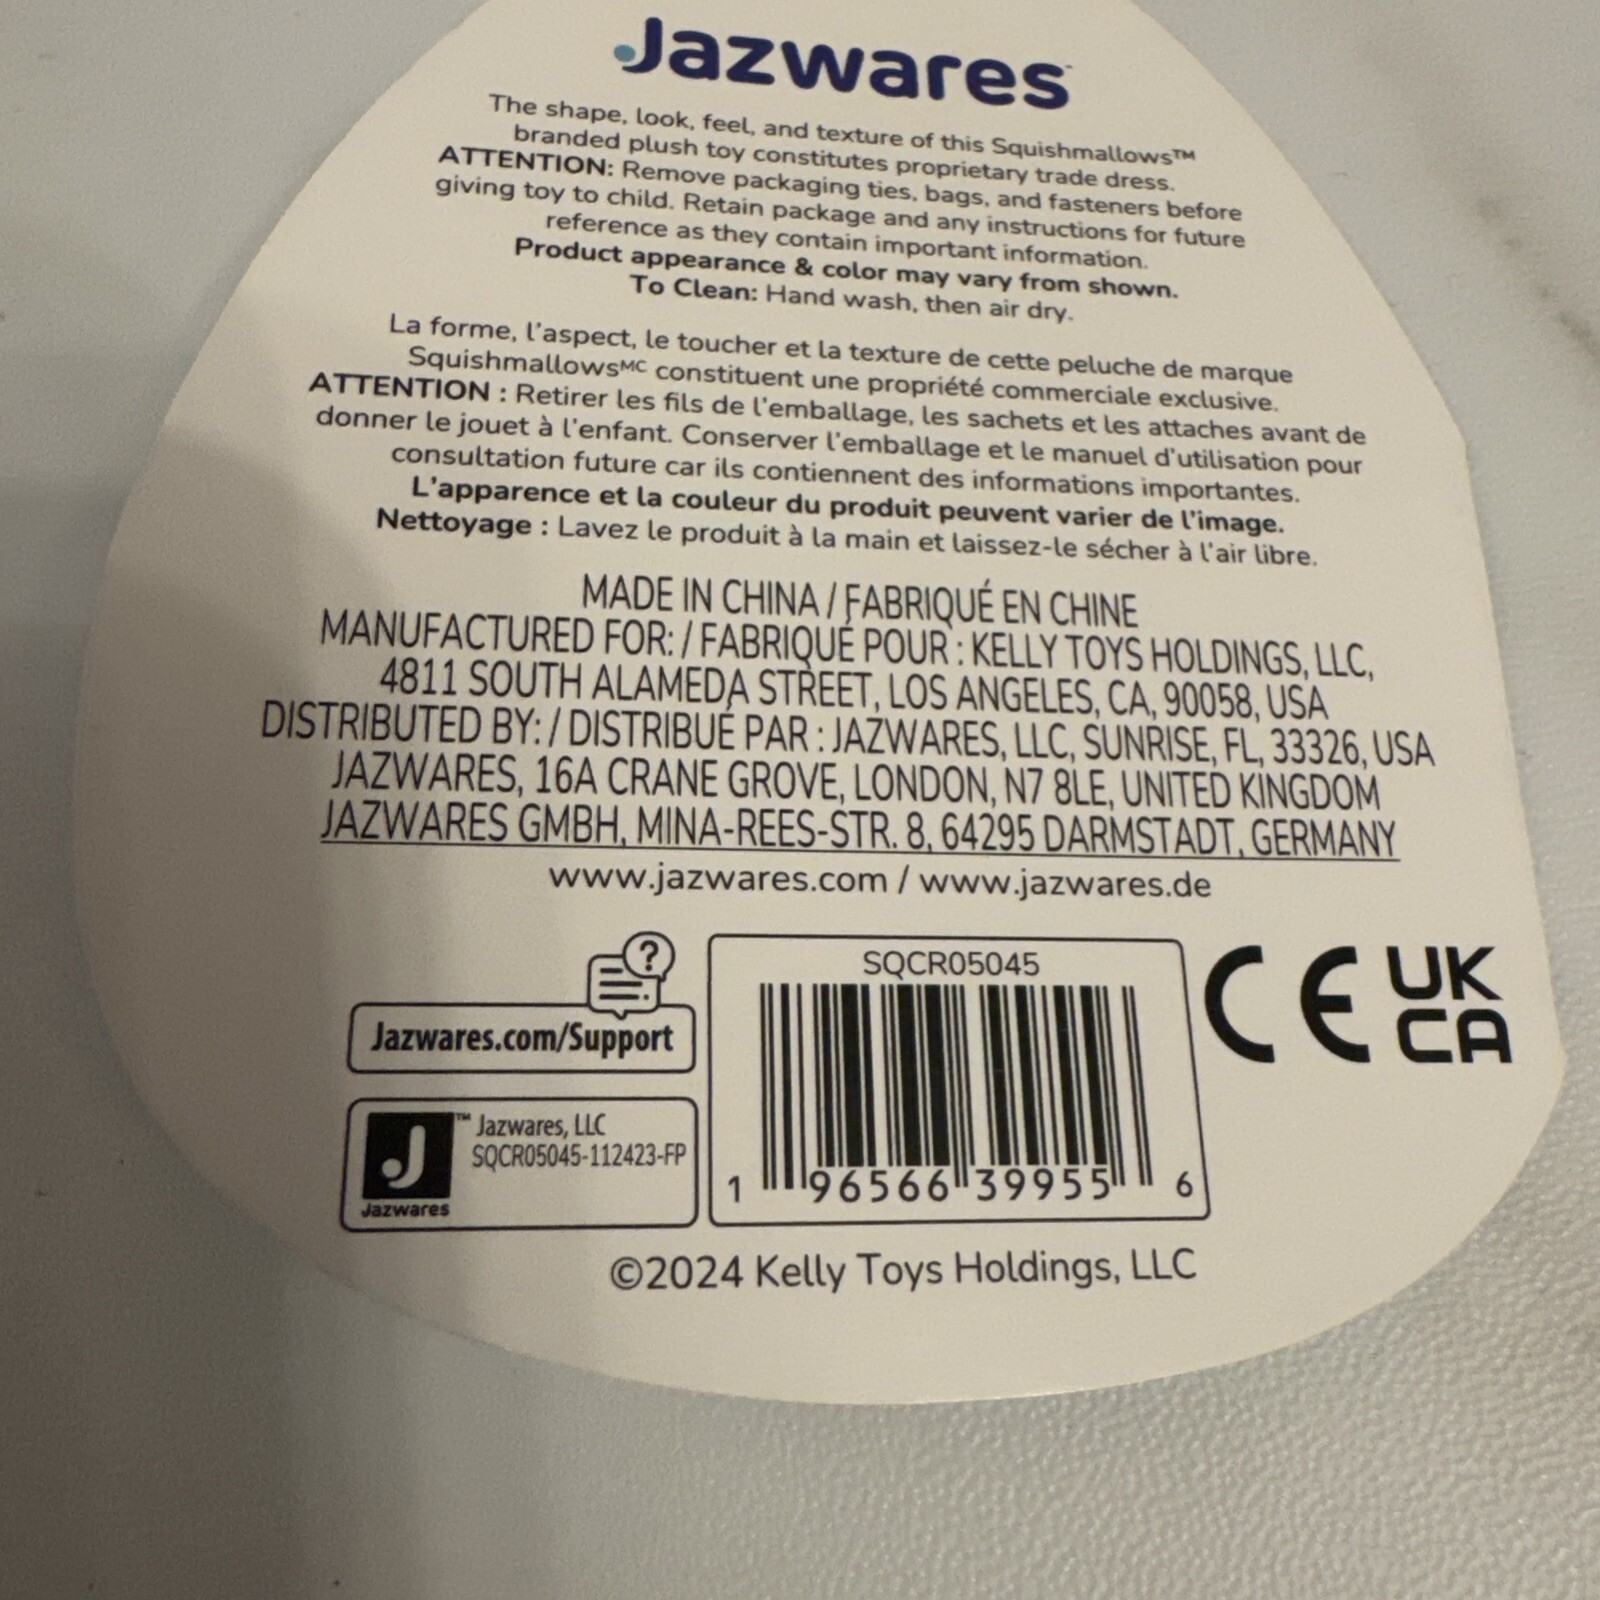 Jazwares™
The shape, look, feel, and texture of this Squishmallows™
branded plush toy constitutes proprietary trade dress.
ATTENTION: Remove packaging ties, bags, and fasteners before
giving toy to child. Retain package and any instructions for future
reference as they contain important information.
Product appearance & color may vary from shown.
To Clean: Hand wash, then air dry.
La forme, l'aspect, le toucher et la texture de cette peluche de marque
Squishmallowsᴹᶜ constituent une propriété commerciale exclusive.
ATTENTION : Retirer les fils de l'emballage, les sachets et les attaches avant de
donner le jouet à l'enfant. Conserver l'emballage et le manuel d'utilisation pour
consultation future car ils contiennent des informations importantes.
L'apparence et la couleur du produit peuvent varier de l'image.
Nettoyage : Lavez le produit à la main et laissez-le sécher à l'air libre.
MADE IN CHINA / FABRIQUÉ EN CHINE
MANUFACTURED FOR: / FABRIQUÉ POUR : KELLY TOYS HOLDINGS, LLC,
4811 SOUTH ALAMEDA STREET, LOS ANGELES, CA, 90058, USA
DISTRIBUTED BY: / DISTRIBUÉ PAR : JAZWARES, LLC, SUNRISE, FL, 33326, USA
JAZWARES, 16A CRANE GROVE, LONDON, N7 8LE, UNITED KINGDOM
JAZWARES GMBH, MINA-REES-STR. 8, 64295 DARMSTADT, GERMANY
www.jazwares.com / www.jazwares.de
?
Jazwares.com/Support
J™
Jazwares
Jazwares, LLC
SQCR05045-112423-FP
SQCR05045
1 96566 39955 6
CE
UK
CA
©2024 Kelly Toys Holdings, LLC